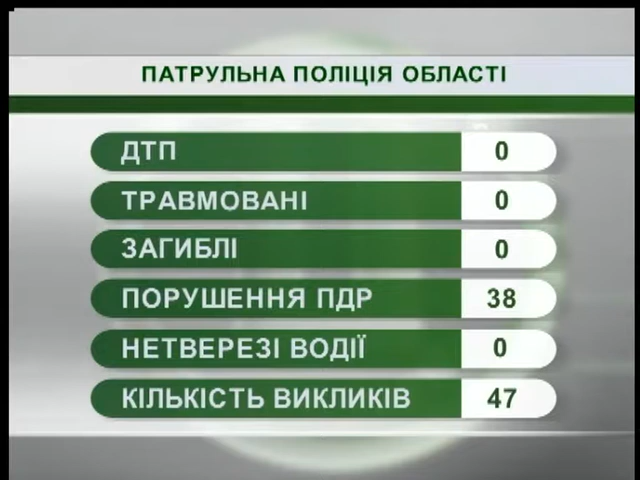 ПАТРУЛЬНА ПОЛІЦІЯ ОБЛАСТІ
ДТП 0
ТРАВМОВАНІ 0
ЗАГИБЛІ 0
ПОРУШЕННЯ ПДР 38
НЕТВЕРЕЗІ ВОДІЇ 0
КІЛЬКІСТЬ ВИКЛИКІВ 47